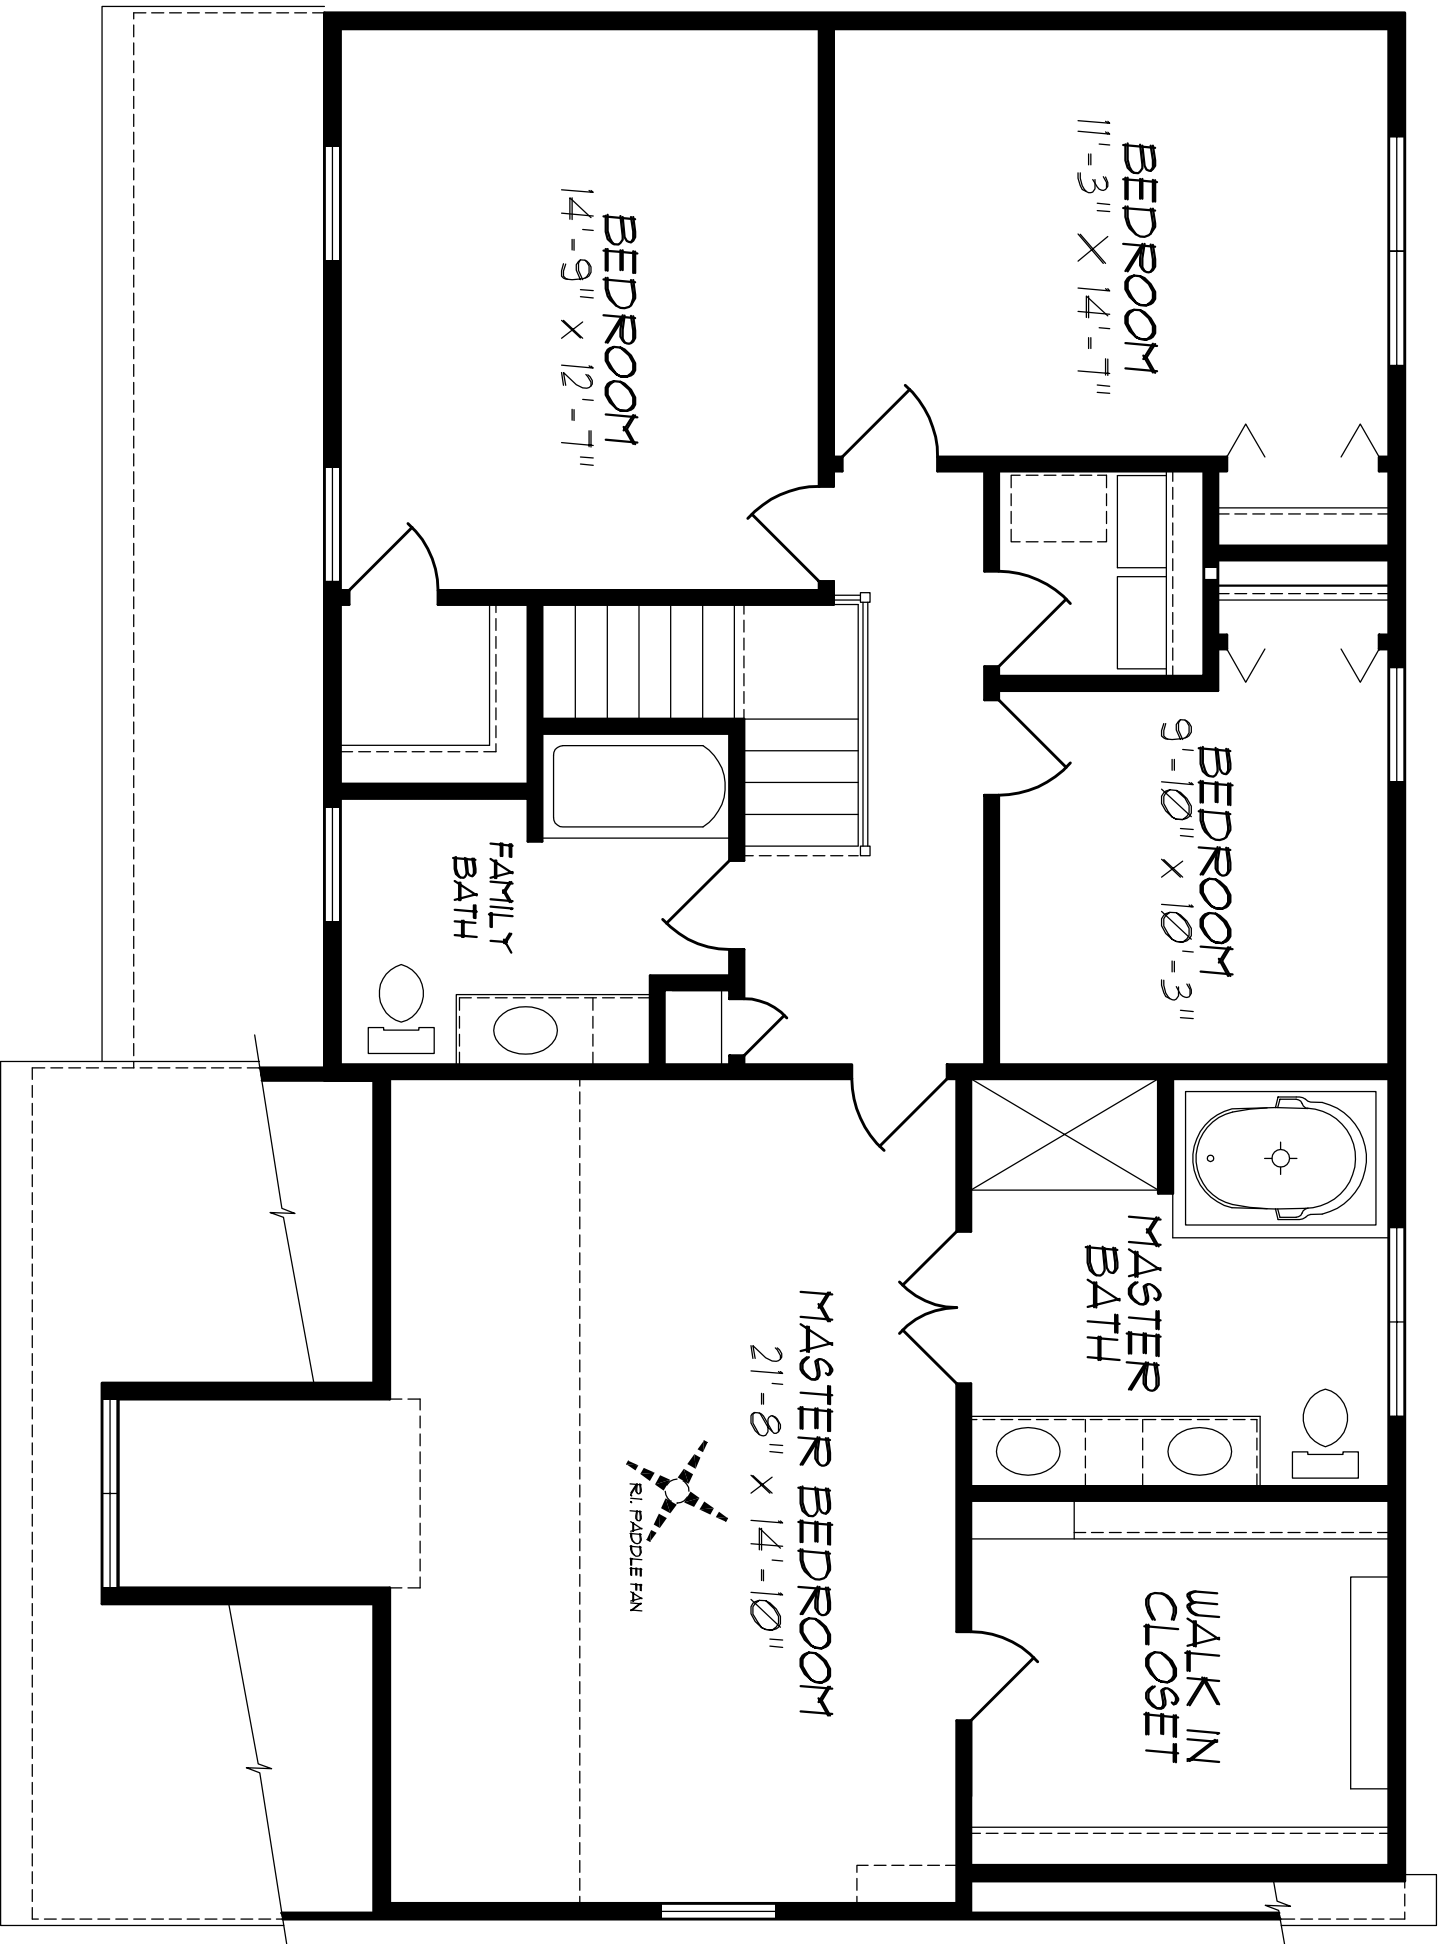 BEDROOM
11'-3" X 14'-7"
BEDROOM
14'-9" x 12'-7"
BEDROOM
9'-10" x 10'-3"
FAMILY
BATH
MASTER
BATH
MASTER BEDROOM
21'-8" x 14'-10"
R.I. PADDLE FAN
WALK IN
CLOSET